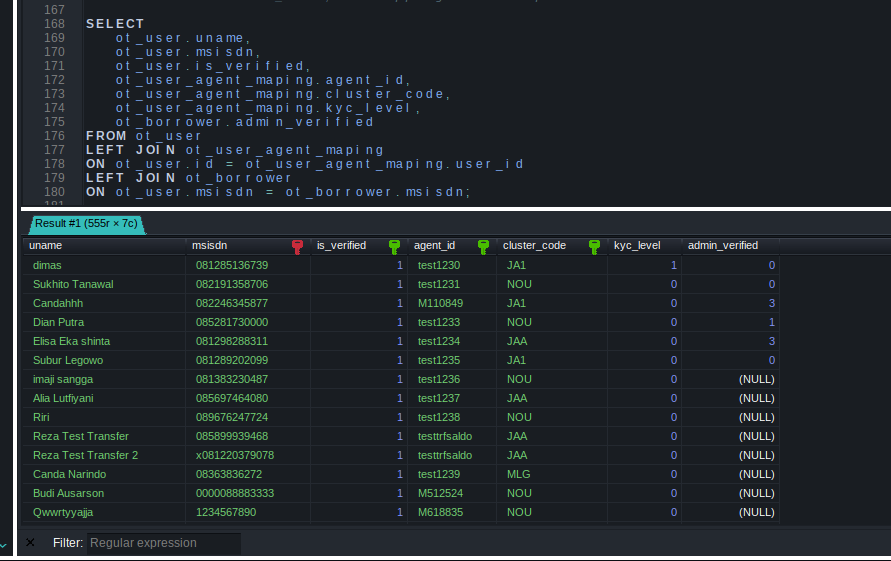 167
168 SELECT
169 ot_user.uname,
170 ot_user.msisdn,
171 ot_user.is_verified,
172 ot_user_agent_maping.agent_id,
173 ot_user_agent_maping.cluster_code,
174 ot_user_agent_maping.kyc_level,
175 ot_borrower.admin_verified
176 FROM ot_user
177 LEFT JOIN ot_user_agent_maping
178 ON ot_user.id = ot_user_agent_maping.user_id
179 LEFT JOIN ot_borrower
180 ON ot_user.msisdn = ot_borrower.msisdn;
Result #1 (555r × 7c)
uname msisdn is_verified agent_id cluster_code kyc_level admin_verified
dimas 081285136739 1 test1230 JA1 1 0
Sukhito Tanawal 082191358706 1 test1231 NOU 0 0
Candahhh 082246345877 1 M110849 JA1 0 3
Dian Putra 085281730000 1 test1233 NOU 0 1
Elisa Eka shinta 081298288311 1 test1234 JAA 0 3
Subur Legowo 081289202099 1 test1235 JA1 0 0
imaji sangga 081383230487 1 test1236 NOU 0 (NULL)
Alia Lutfiyani 085697464080 1 test1237 JAA 0 (NULL)
Riri 089676247724 1 test1238 NOU 0 (NULL)
Reza Test Transfer 085899939468 1 testtrfsaldo JAA 0 (NULL)
Reza Test Transfer 2 x081220379078 1 testtrfsaldo JAA 0 (NULL)
Canda Narindo 08363836272 1 test1239 MLG 0 (NULL)
Budi Ausarson 0000088883333 1 M512524 NOU 0 (NULL)
Qwwrtyyajja 1234567890 1 M618835 NOU 0 (NULL)
Filter: Regular expression